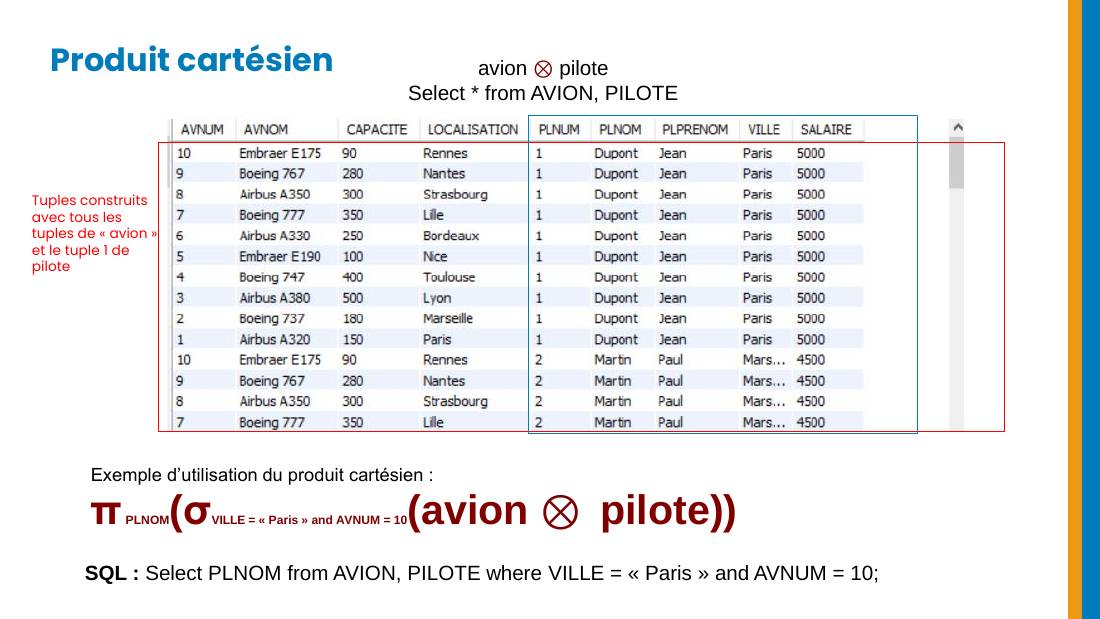 Produit cartésien
avion ⊗ pilote
Select * from AVION, PILOTE
AVNUM AVNOM CAPACITE LOCALISATION PLNUM PLNOM PLPRENOM VILLE SALAIRE
10 Embraer E175 90 Rennes 1 Dupont Jean Paris 5000
9 Boeing 767 280 Nantes 1 Dupont Jean Paris 5000
8 Airbus A350 300 Strasbourg 1 Dupont Jean Paris 5000
7 Boeing 777 350 Lille 1 Dupont Jean Paris 5000
6 Airbus A330 250 Bordeaux 1 Dupont Jean Paris 5000
5 Embraer E190 100 Nice 1 Dupont Jean Paris 5000
4 Boeing 747 400 Toulouse 1 Dupont Jean Paris 5000
3 Airbus A380 500 Lyon 1 Dupont Jean Paris 5000
2 Boeing 737 180 Marseille 1 Dupont Jean Paris 5000
1 Airbus A320 150 Paris 1 Dupont Jean Paris 5000
10 Embraer E175 90 Rennes 2 Martin Paul Mars... 4500
9 Boeing 767 280 Nantes 2 Martin Paul Mars... 4500
8 Airbus A350 300 Strasbourg 2 Martin Paul Mars... 4500
7 Boeing 777 350 Lille 2 Martin Paul Mars... 4500
Tuples construits
avec tous les
tuples de « avion »
et le tuple 1 de
pilote
Exemple d'utilisation du produit cartésien :
π PLNOM(σVILLE = « Paris » and AVNUM = 10(avion ⊗ pilote))
SQL : Select PLNOM from AVION, PILOTE where VILLE = « Paris » and AVNUM = 10;